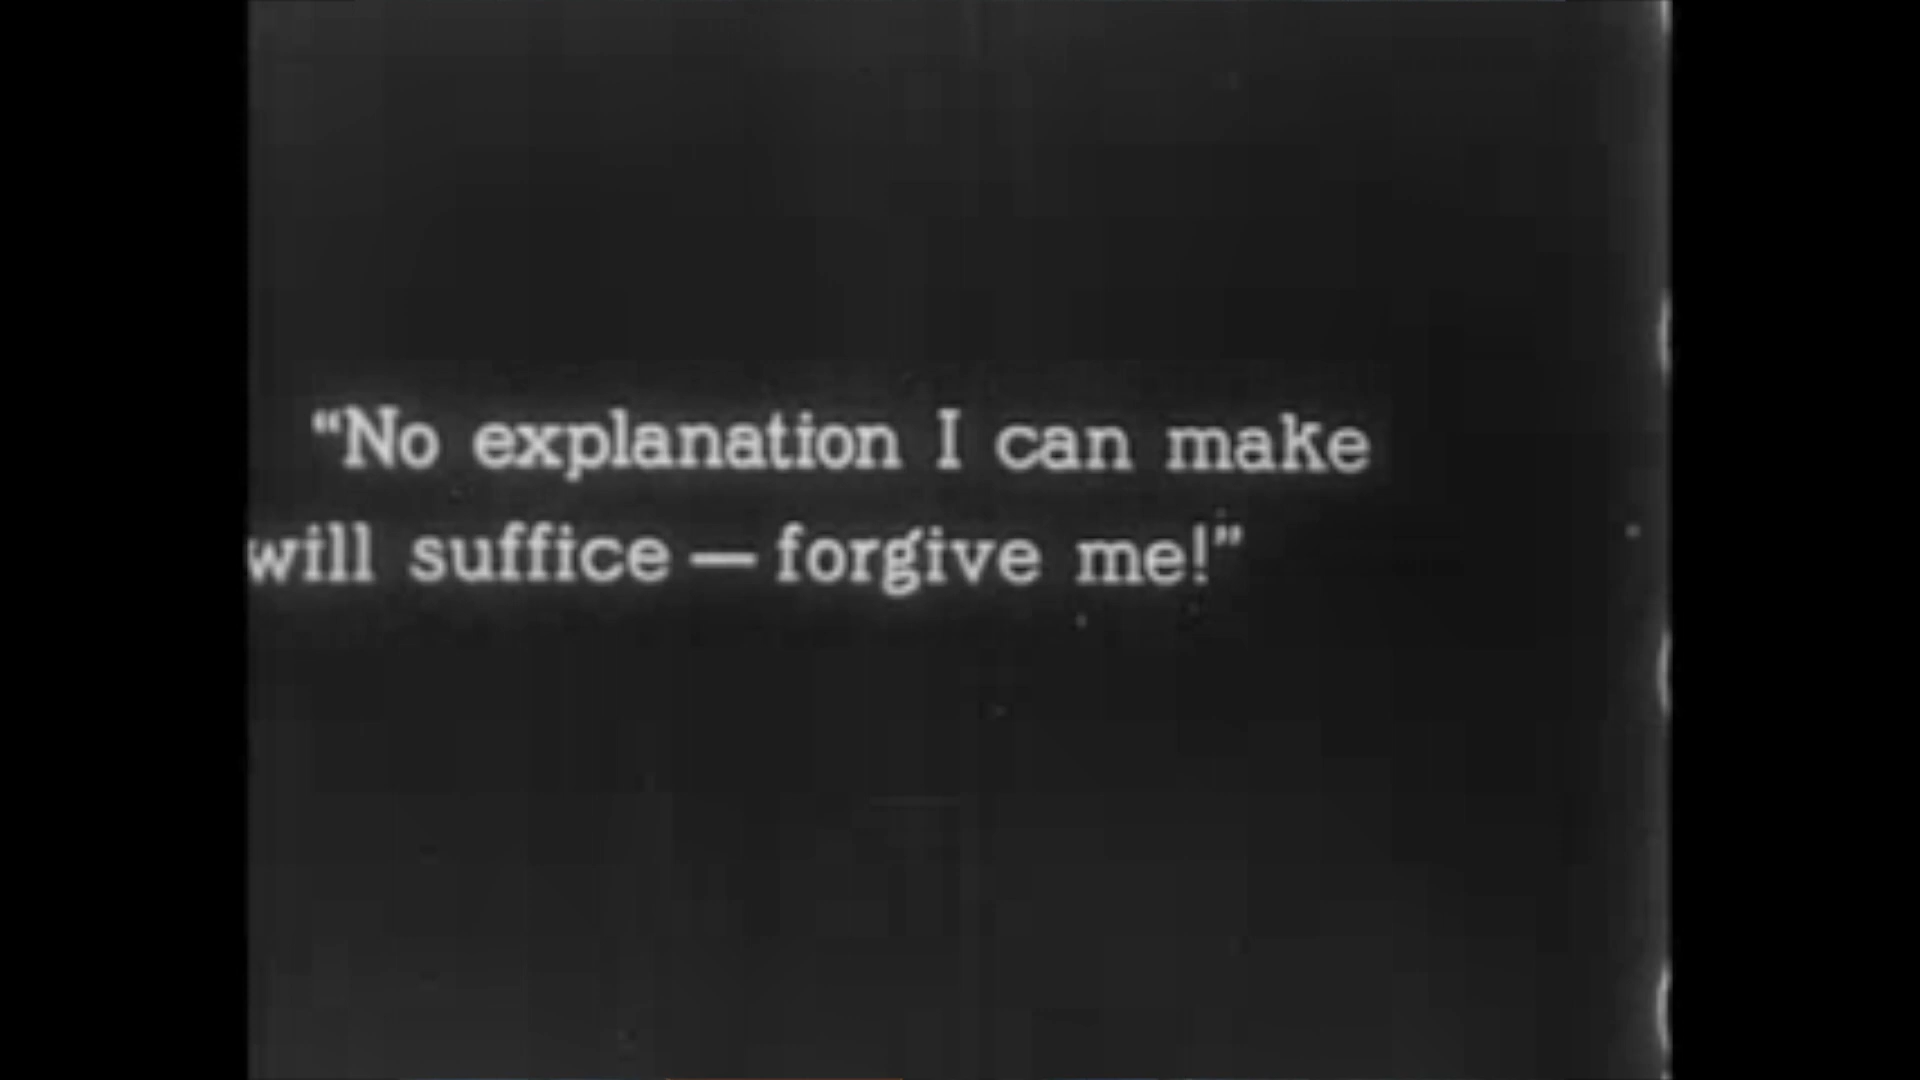 “No explanation I can make
will suffice — forgive me!”